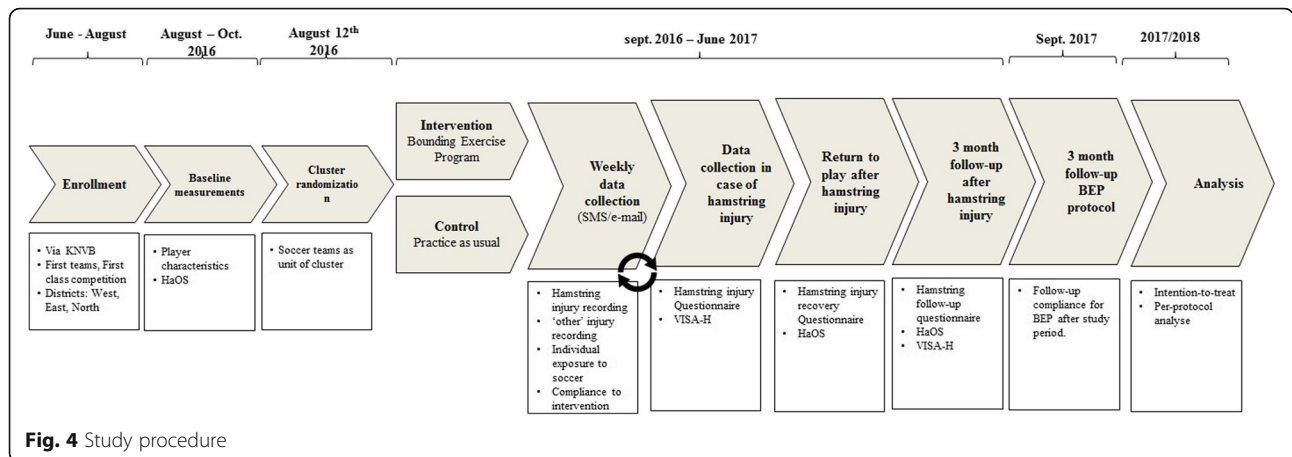 June - August
August – Oct.
2016
August 12th
2016
sept. 2016 – June 2017
Sept. 2017
2017/2018
Enrollment
Baseline
measurements
Cluster
randomizatio
n
Intervention
Bounding Exercise
Program
Control
Practice as usual
Weekly
data
collection
(SMS/e-mail)
Data
collection in
case of
hamstring
injury
Return to
play after
hamstring
injury
3 month
follow-up
after
hamstring
injury
3 month
follow-up
BEP
protocol
Analysis
• Via KNVB
• First teams, First
class competition
• Districts: West,
East, North
• Player
characteristics
• HaOS
• Soccer teams as
unit of cluster
• Hamstring
injury recording
• 'other' injury
recording
• Individual
exposure to
soccer
• Compliance to
intervention
• Hamstring injury
Questionnaire
• VISA-H
• Hamstring injury
recovery
Questionnaire
• HaOS
• Hamstring
follow-up
questionnaire
• HaOS
• VISA-H
• Follow-up
compliance for
BEP after study
period.
• Intention-to-treat
• Per-protocol
analyse
Fig. 4 Study procedure